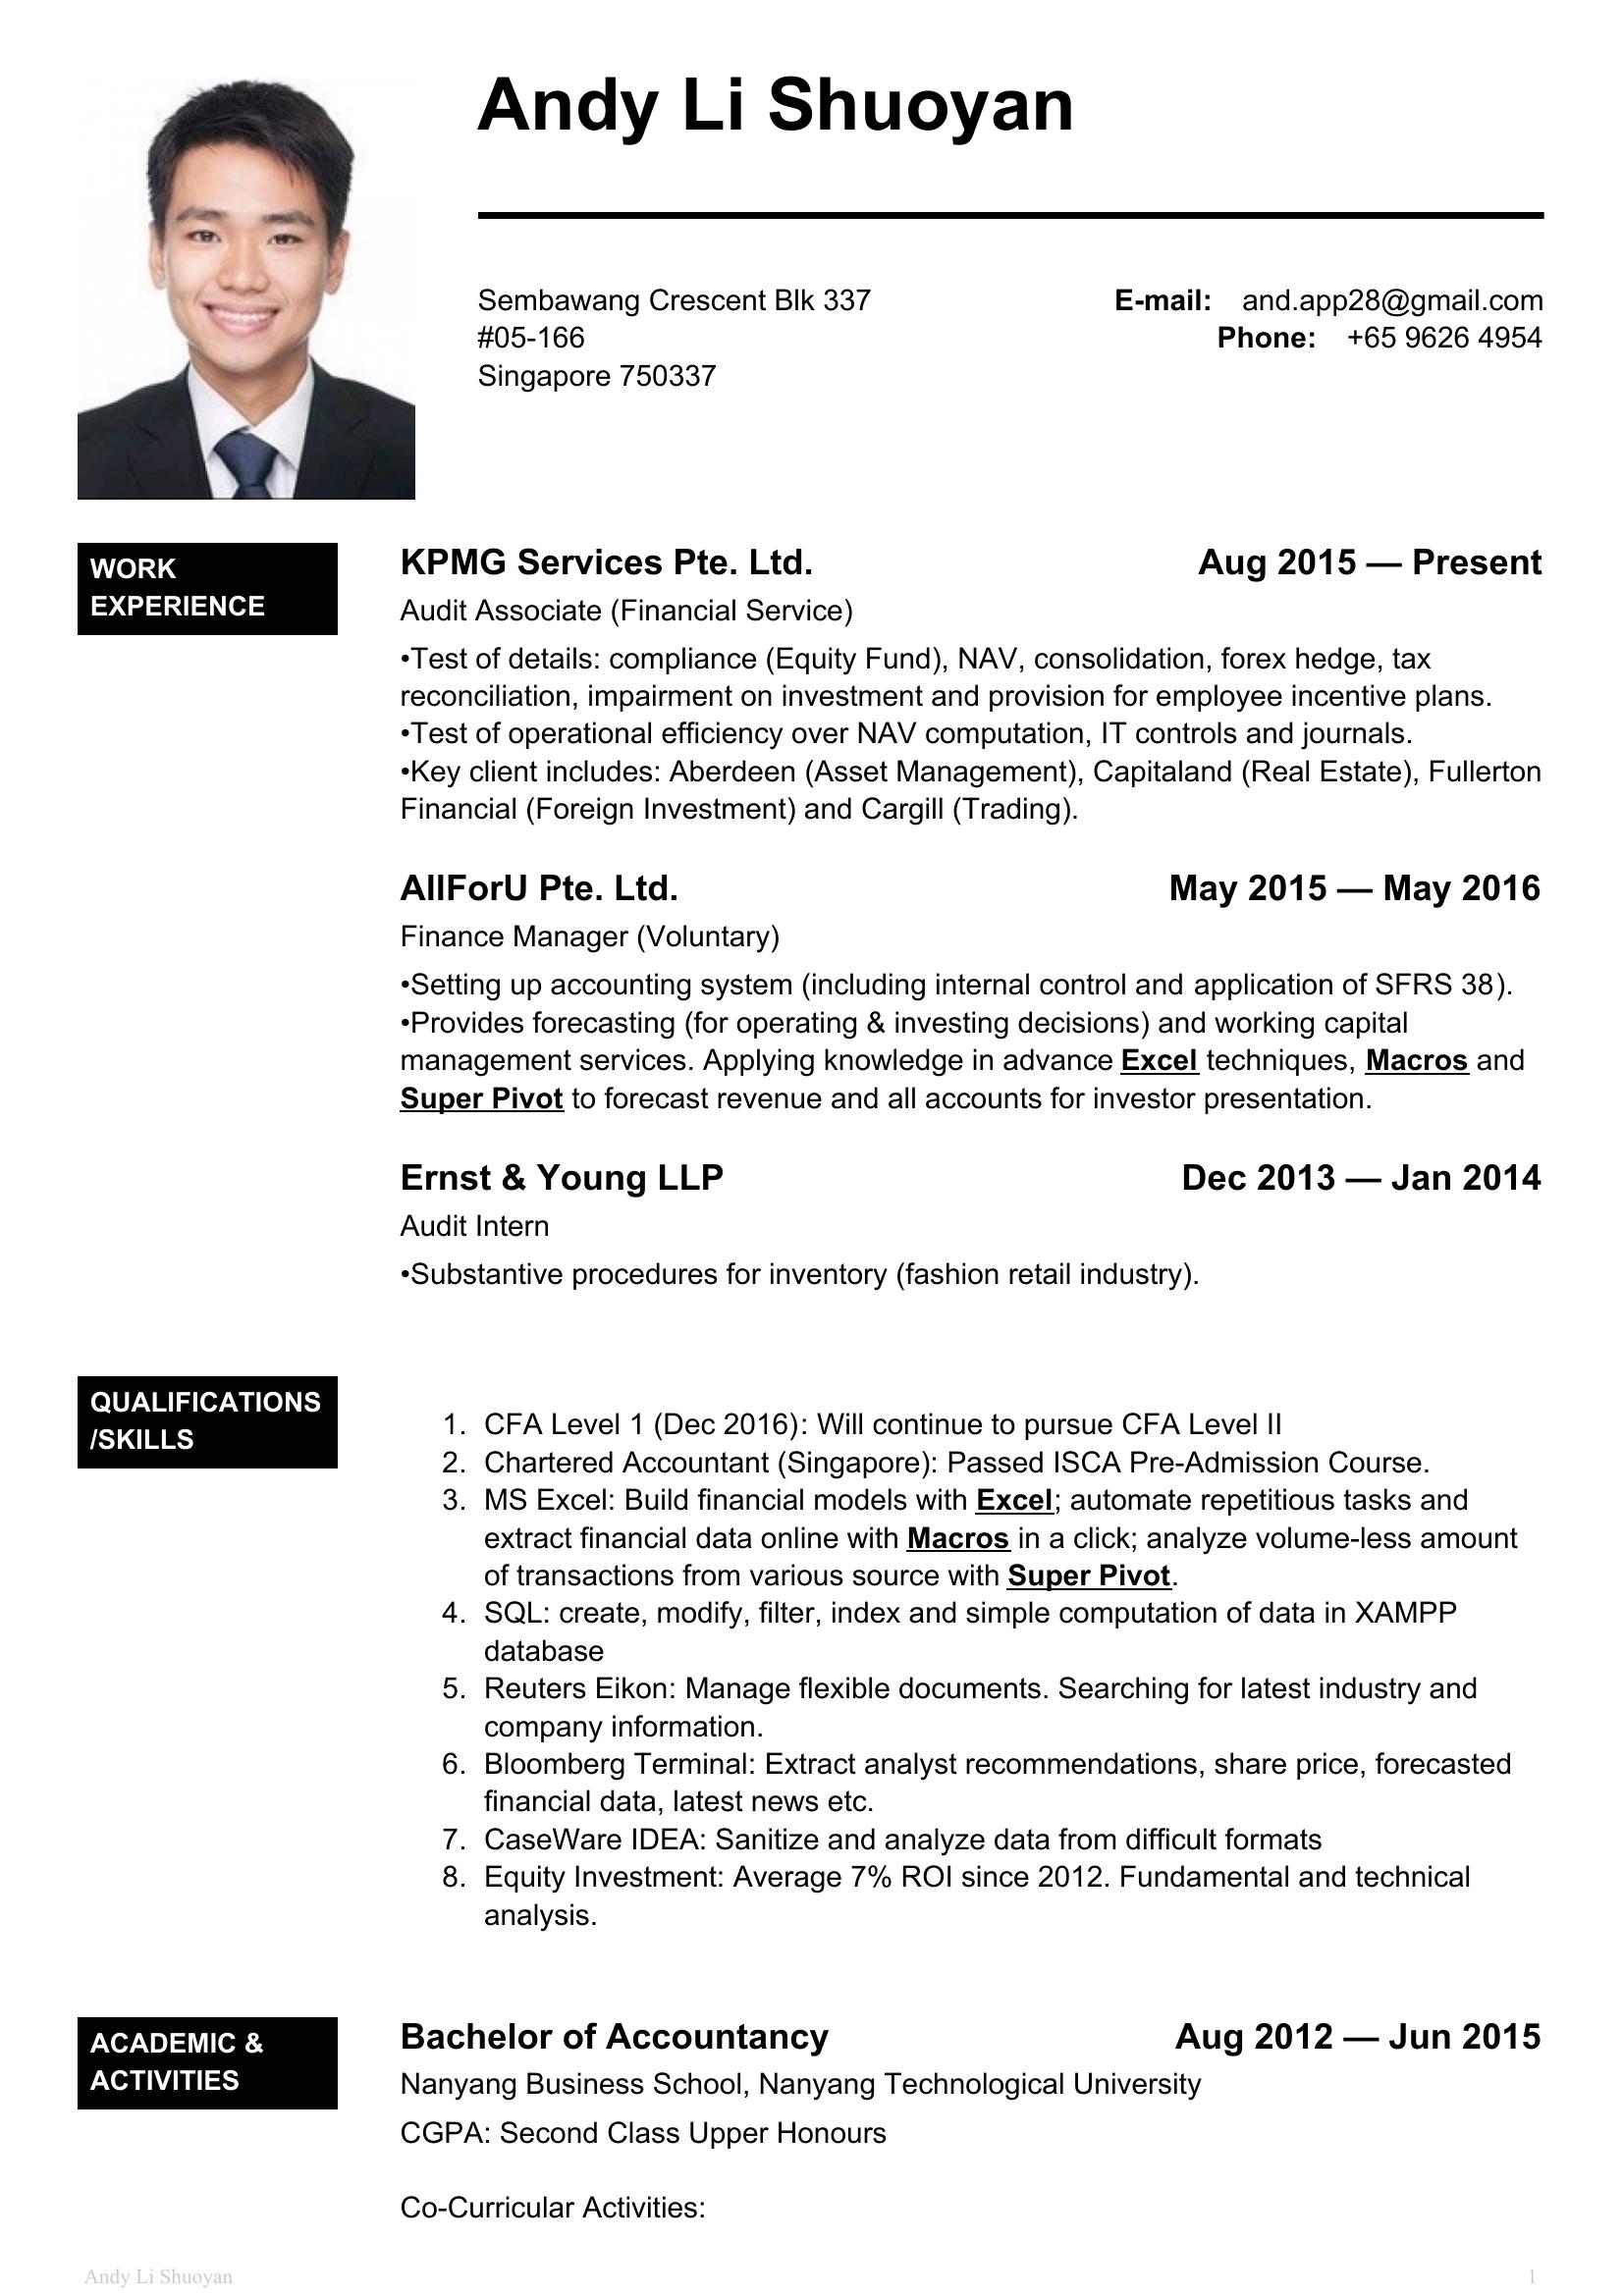 Andy Li Shuoyan
Sembawang Crescent Blk 337
#05-166
Singapore 750337
E-mail: and.app28@gmail.com
Phone: +65 9626 4954
WORK
EXPERIENCE
KPMG Services Pte. Ltd. Aug 2015 — Present
Audit Associate (Financial Service)
•Test of details: compliance (Equity Fund), NAV, consolidation, forex hedge, tax
reconciliation, impairment on investment and provision for employee incentive plans.
•Test of operational efficiency over NAV computation, IT controls and journals.
•Key client includes: Aberdeen (Asset Management), Capitaland (Real Estate), Fullerton
Financial (Foreign Investment) and Cargill (Trading).
AllForU Pte. Ltd. May 2015 — May 2016
Finance Manager (Voluntary)
•Setting up accounting system (including internal control and application of SFRS 38).
•Provides forecasting (for operating & investing decisions) and working capital
management services. Applying knowledge in advance Excel techniques, Macros and
Super Pivot to forecast revenue and all accounts for investor presentation.
Ernst & Young LLP Dec 2013 — Jan 2014
Audit Intern
•Substantive procedures for inventory (fashion retail industry).
QUALIFICATIONS
/SKILLS
1. CFA Level 1 (Dec 2016): Will continue to pursue CFA Level II
2. Chartered Accountant (Singapore): Passed ISCA Pre-Admission Course.
3. MS Excel: Build financial models with Excel; automate repetitious tasks and
extract financial data online with Macros in a click; analyze volume-less amount
of transactions from various source with Super Pivot.
4. SQL: create, modify, filter, index and simple computation of data in XAMPP
database
5. Reuters Eikon: Manage flexible documents. Searching for latest industry and
company information.
6. Bloomberg Terminal: Extract analyst recommendations, share price, forecasted
financial data, latest news etc.
7. CaseWare IDEA: Sanitize and analyze data from difficult formats
8. Equity Investment: Average 7% ROI since 2012. Fundamental and technical
analysis.
ACADEMIC &
ACTIVITIES
Bachelor of Accountancy Aug 2012 — Jun 2015
Nanyang Business School, Nanyang Technological University
CGPA: Second Class Upper Honours
Co-Curricular Activities:
Andy Li Shuoyan 1